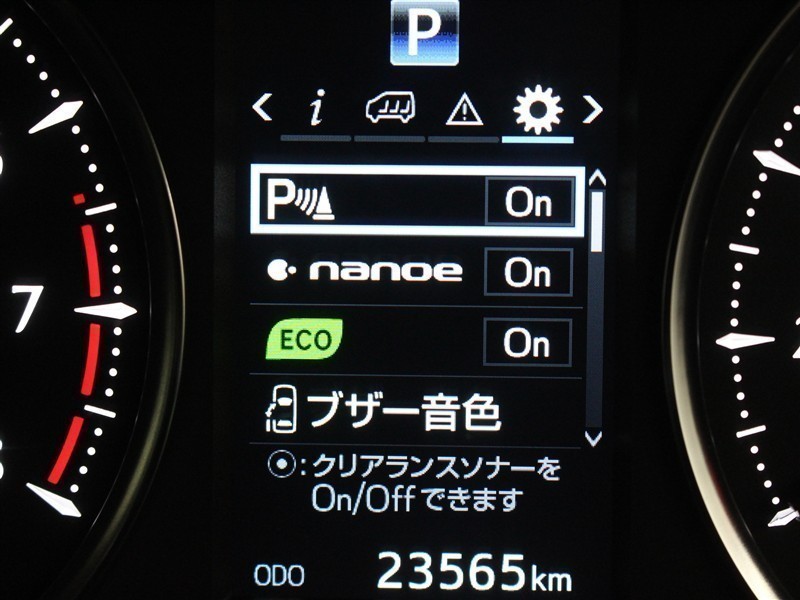 P
i
P On
nanoe On
ECO On
ブザー音色
⦿:クリアランスソナーを
On/Offできます
ODO 23565km
7